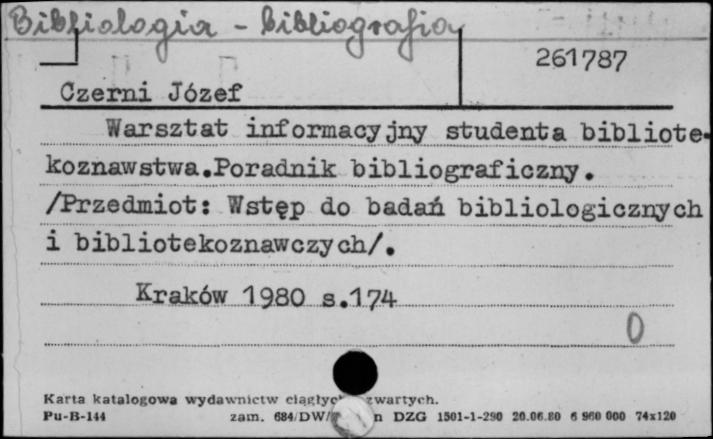 Bibliologia - bibliografia
261787
Czerni Józef
Warsztat informacyjny studenta bibliote-
koznawstwa.Poradnik bibliograficzny.
/Przedmiot: Wstęp do badań bibliologicznych
i bibliotekoznawczych/.
Kraków 1980 s.174
0
Karta katalogowa wydawnictw zwartych.
Pu-B-144 zam. 684/DW/ n DZG 1501-1-290 20.06.80 6 960 000 74x120